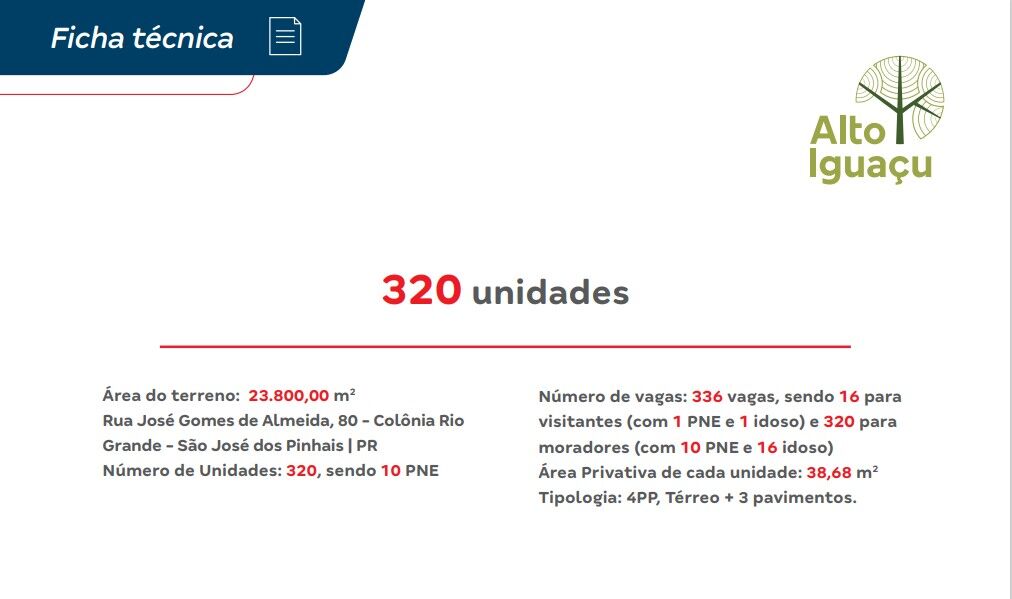 Ficha técnica
Alto
Iguaçu
320 unidades
Área do terreno: 23.800,00 m²
Rua José Gomes de Almeida, 80 - Colônia Rio
Grande - São José dos Pinhais | PR
Número de Unidades: 320, sendo 10 PNE
Número de vagas: 336 vagas, sendo 16 para
visitantes (com 1 PNE e 1 idoso) e 320 para
moradores (com 10 PNE e 16 idoso)
Área Privativa de cada unidade: 38,68 m²
Tipologia: 4PP, Térreo + 3 pavimentos.